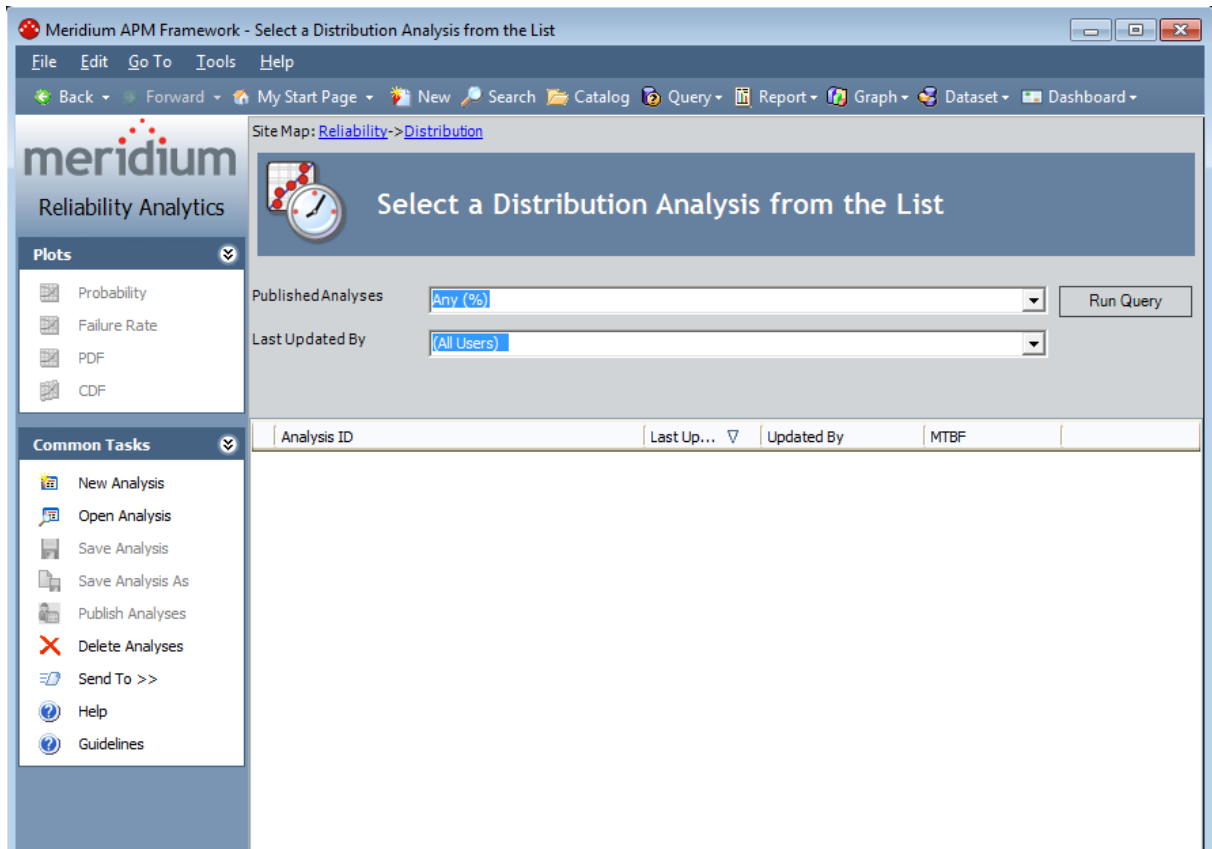 Meridium APM Framework - Select a Distribution Analysis from the List
File Edit Go To Tools Help
Back Forward My Start Page New Search Catalog Query Report Graph Dataset Dashboard
meridium
Reliability Analytics
Plots
Probability
Failure Rate
PDF
CDF
Common Tasks
New Analysis
Open Analysis
Save Analysis
Save Analysis As
Publish Analyses
Delete Analyses
Send To >>
Help
Guidelines
Site Map: Reliability->Distribution
Select a Distribution Analysis from the List
Published Analyses Any (%) Run Query
Last Updated By (All Users)
Analysis ID Last Up... Updated By MTBF